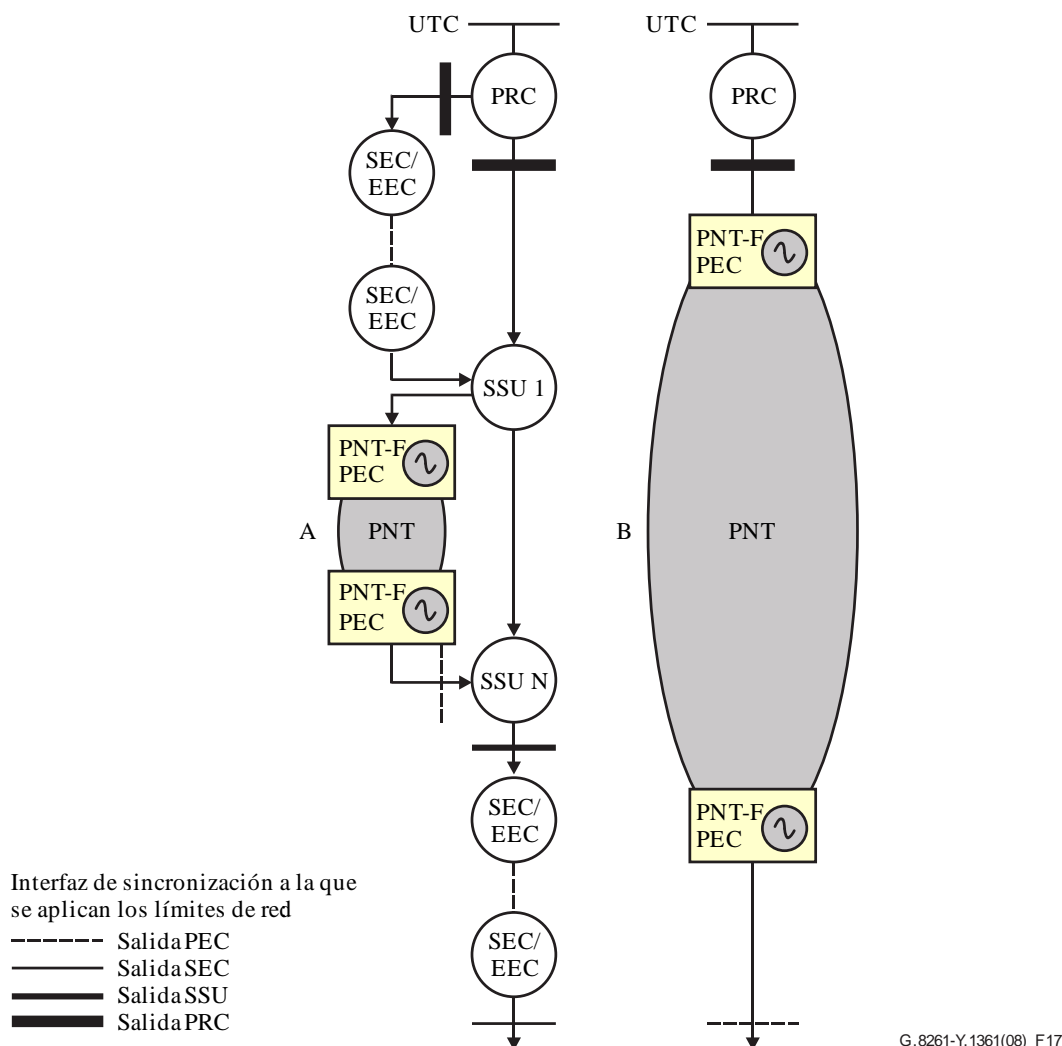 UTC
UTC
PRC
PRC
SEC/
EEC
PNT-F
PEC
SEC/
EEC
SSU 1
PNT-F
PEC
A
PNT
B
PNT
PNT-F
PEC
SSU N
SEC/
EEC
PNT-F
PEC
SEC/
EEC
Interfaz de sincronización a la que
se aplican los límites de red
Salida PEC
Salida SEC
Salida SSU
Salida PRC
G.8261-Y.1361(08)_F17